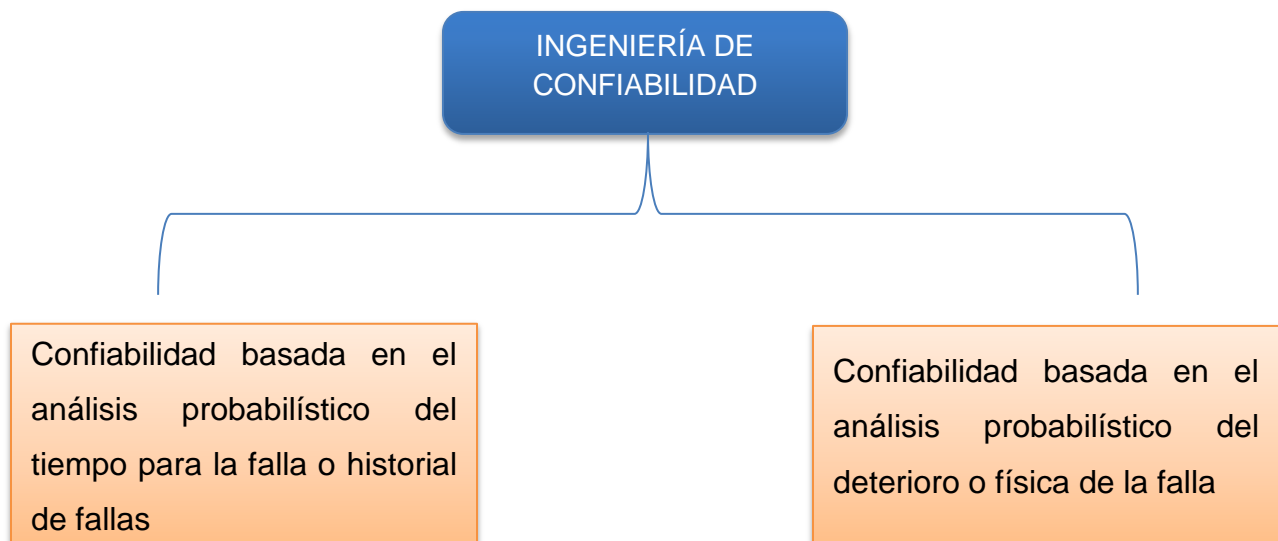 INGENIERÍA DE
CONFIABILIDAD
Confiabilidad basada en el
análisis probabilístico del
tiempo para la falla o historial
de fallas
Confiabilidad basada en el
análisis probabilístico del
deterioro o física de la falla